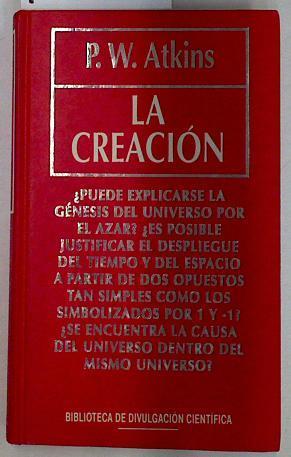 P. W. Atkins
LA
CREACIÓN
¿PUEDE EXPLICARSE LA
GÉNESIS DEL UNIVERSO POR
EL AZAR? ¿ES POSIBLE
JUSTIFICAR EL DESPLIEGUE
DEL TIEMPO Y DEL ESPACIO
A PARTIR DE DOS OPUESTOS
TAN SIMPLES COMO LOS
SIMBOLIZADOS POR 1 Y -1?
¿SE ENCUENTRA LA CAUSA
DEL UNIVERSO DENTRO DEL
MISMO UNIVERSO?
BIBLIOTECA DE DIVULGACIÓN CIENTÍFICA